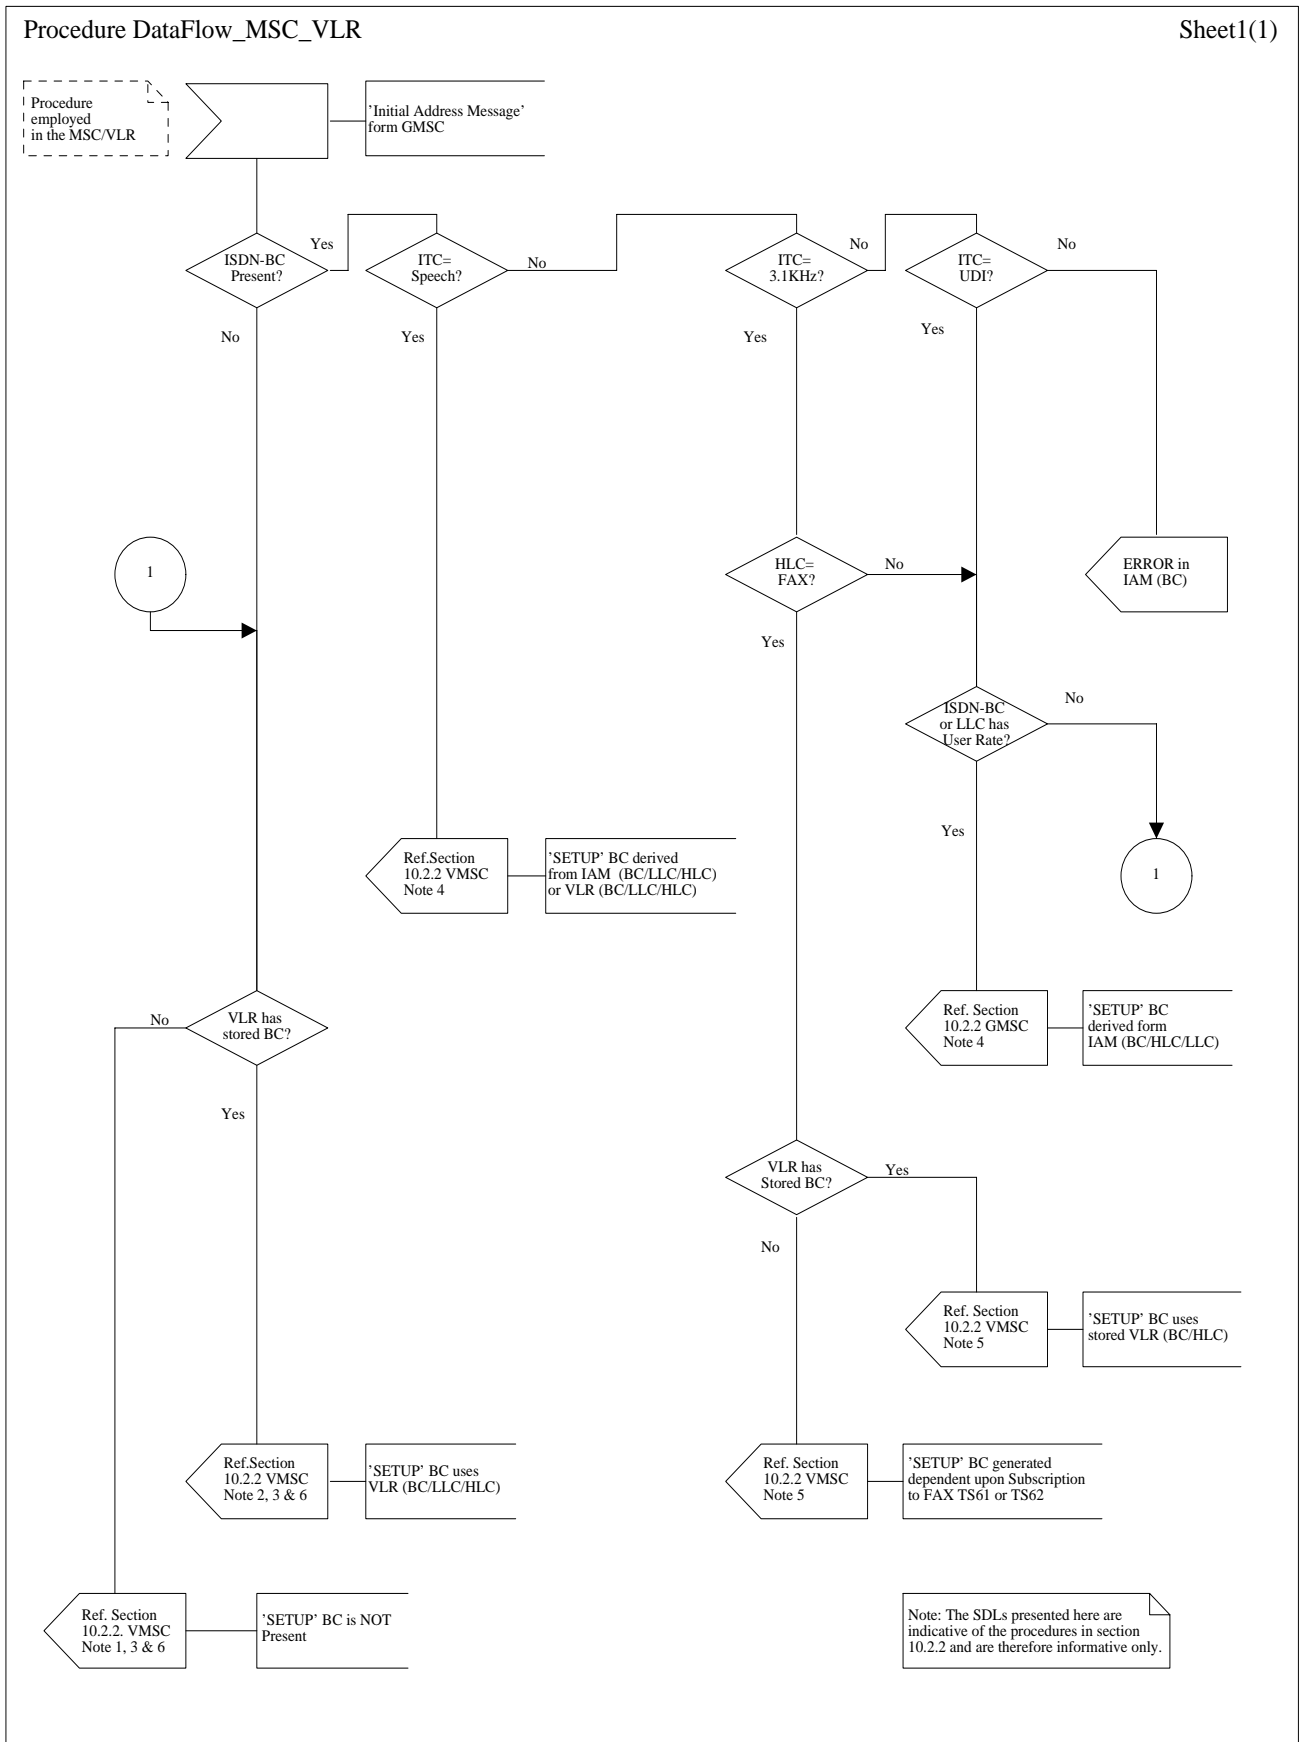 Procedure DataFlow_MSC_VLR
Sheet1(1)
Procedure
employed
in the MSC/VLR
'Initial Address Message'
form GMSC
ISDN-BC
Present?
Yes
No
ITC=
Speech?
No
Yes
ITC=
3.1KHz?
No
Yes
ITC=
UDI?
No
Yes
1
HLC=
FAX?
No
Yes
ERROR in
IAM (BC)
ISDN-BC
or LLC has
User Rate?
No
Yes
Ref.Section
10.2.2 VMSC
Note 4
'SETUP' BC derived
from IAM  (BC/LLC/HLC)
or VLR (BC/LLC/HLC)
1
VLR has
stored BC?
No
Yes
Ref. Section
10.2.2 GMSC
Note 4
'SETUP' BC
derived form
IAM (BC/HLC/LLC)
VLR has
Stored BC?
Yes
No
Ref. Section
10.2.2 VMSC
Note 5
'SETUP' BC uses
stored VLR (BC/HLC)
Ref.Section
10.2.2 VMSC
Note 2, 3 & 6
'SETUP' BC uses
VLR (BC/LLC/HLC)
Ref. Section
10.2.2 VMSC
Note 5
'SETUP' BC generated
dependent upon Subscription
to FAX TS61 or TS62
Ref. Section
10.2.2. VMSC
Note 1, 3 & 6
'SETUP' BC is NOT
Present
Note: The SDLs presented here are
indicative of the procedures in section
10.2.2 and are therefore informative only.